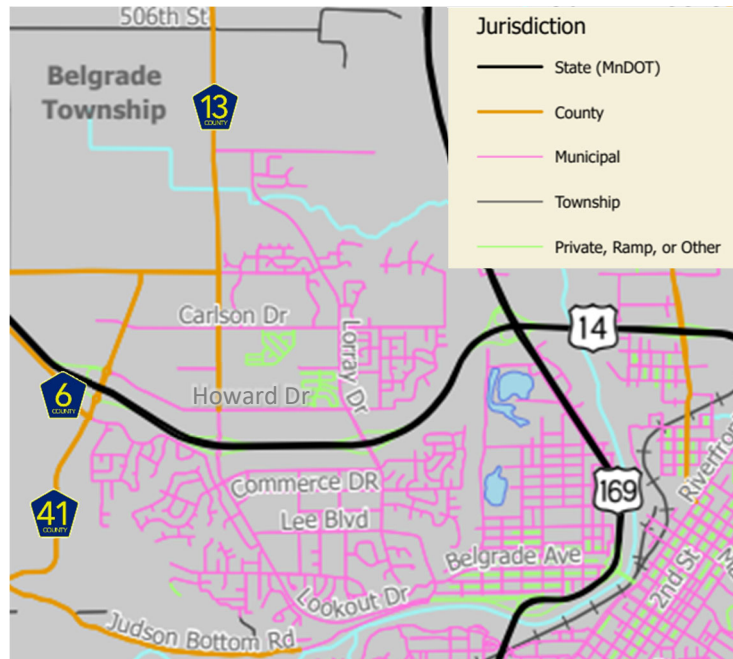 506th St
Belgrade
Township
13
COUNTY
Jurisdiction
State (MnDOT)
County
Municipal
Township
Private, Ramp, or Other
Carlson Dr
Lorray Dr
14
6
COUNTY
Howard Dr
Commerce DR
169
41
COUNTY
Lee Blvd
Belgrade Ave
2nd St
Lookout Dr
Judson Bottom Rd